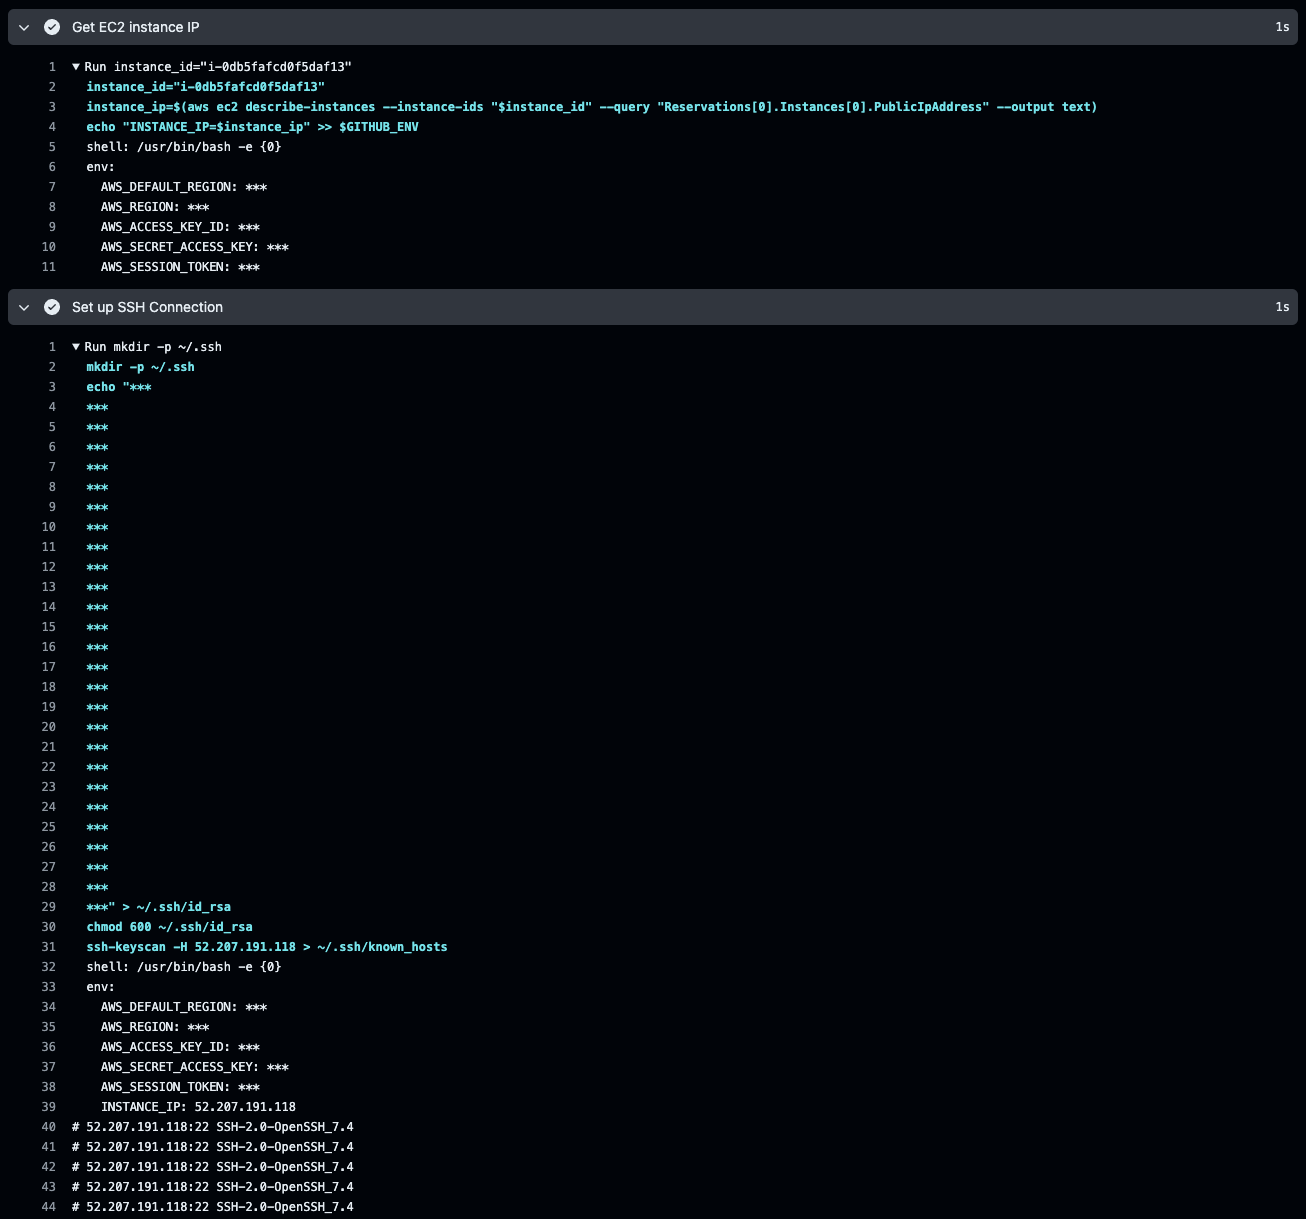 Get EC2 instance IP 1s
1 ▼ Run instance_id="i-0db5fafcd0f5daf13"
2 instance_id="i-0db5fafcd0f5daf13"
3 instance_ip=$(aws ec2 describe-instances --instance-ids "$instance_id" --query "Reservations[0].Instances[0].PublicIpAddress" --output text)
4 echo "INSTANCE_IP=$instance_ip" >> $GITHUB_ENV
5 shell: /usr/bin/bash -e {0}
6 env:
7 AWS_DEFAULT_REGION: ***
8 AWS_REGION: ***
9 AWS_ACCESS_KEY_ID: ***
10 AWS_SECRET_ACCESS_KEY: ***
11 AWS_SESSION_TOKEN: ***
Set up SSH Connection 1s
1 ▼ Run mkdir -p ~/.ssh
2 mkdir -p ~/.ssh
3 echo "***
4 ***
5 ***
6 ***
7 ***
8 ***
9 ***
10 ***
11 ***
12 ***
13 ***
14 ***
15 ***
16 ***
17 ***
18 ***
19 ***
20 ***
21 ***
22 ***
23 ***
24 ***
25 ***
26 ***
27 ***
28 ***
29 ***" > ~/.ssh/id_rsa
30 chmod 600 ~/.ssh/id_rsa
31 ssh-keyscan -H 52.207.191.118 > ~/.ssh/known_hosts
32 shell: /usr/bin/bash -e {0}
33 env:
34 AWS_DEFAULT_REGION: ***
35 AWS_REGION: ***
36 AWS_ACCESS_KEY_ID: ***
37 AWS_SECRET_ACCESS_KEY: ***
38 AWS_SESSION_TOKEN: ***
39 INSTANCE_IP: 52.207.191.118
40 # 52.207.191.118:22 SSH-2.0-OpenSSH_7.4
41 # 52.207.191.118:22 SSH-2.0-OpenSSH_7.4
42 # 52.207.191.118:22 SSH-2.0-OpenSSH_7.4
43 # 52.207.191.118:22 SSH-2.0-OpenSSH_7.4
44 # 52.207.191.118:22 SSH-2.0-OpenSSH_7.4